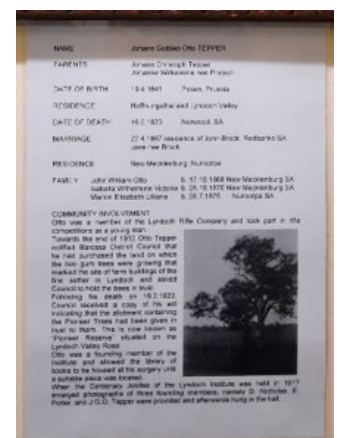 NAME Johann Gottlieb Otto TEPPER
PARENTS Johann Christoph Tepper
Johanne Wilhelmine nee Protsch
DATE OF BIRTH 19.4.1841 Posen, Prussia
RESIDENCE Hoffnungsthal and Lyndoch Valley
DATE OF DEATH 16.2.1923 Norwood, SA
MARRIAGE 22.4.1867 residence of John Brock, Redbanks SA
Jane nee Brock
RESIDENCE New Mecklenburg, Nuriootpa
FAMILY John William Otto b. 17.10.1868 New Mecklenburg SA
Isabella Wilhelmine Victoria b. 28.10.1870 New Mecklenburg SA
Marion Elizabeth Liliane b. 28.7.1875 Nuriootpa SA
COMMUNITY INVOLVEMENT
Otto was a member of the Lyndoch Rifle Company and took part in rifle
competitions as a young man.
Towards the end of 1912 Otto Tepper
notified Barossa District Council that
he had purchased the land on which
the two gum trees were growing that
marked the site of farm buildings of the
first settler in Lyndoch and asked
Council to hold the trees in trust.
Following his death on 16.2.1923,
Council received a copy of his will
indicating that the allotment containing
the Pioneer Trees had been given in
trust to them. This is now known as
'Pioneer Reserve' situated on the
Lyndoch Valley Road.
Otto was a founding member of the
Institute and allowed the library of
books to be housed at his surgery until
a suitable place was located.
When the Centenary Jubilee of the Lyndoch Institute was held in 1917
enlarged photographs of three founding members, namely D. Nicholas, E.
Potter, and J.G.O. Tepper were provided and afterwards hung in the hall.